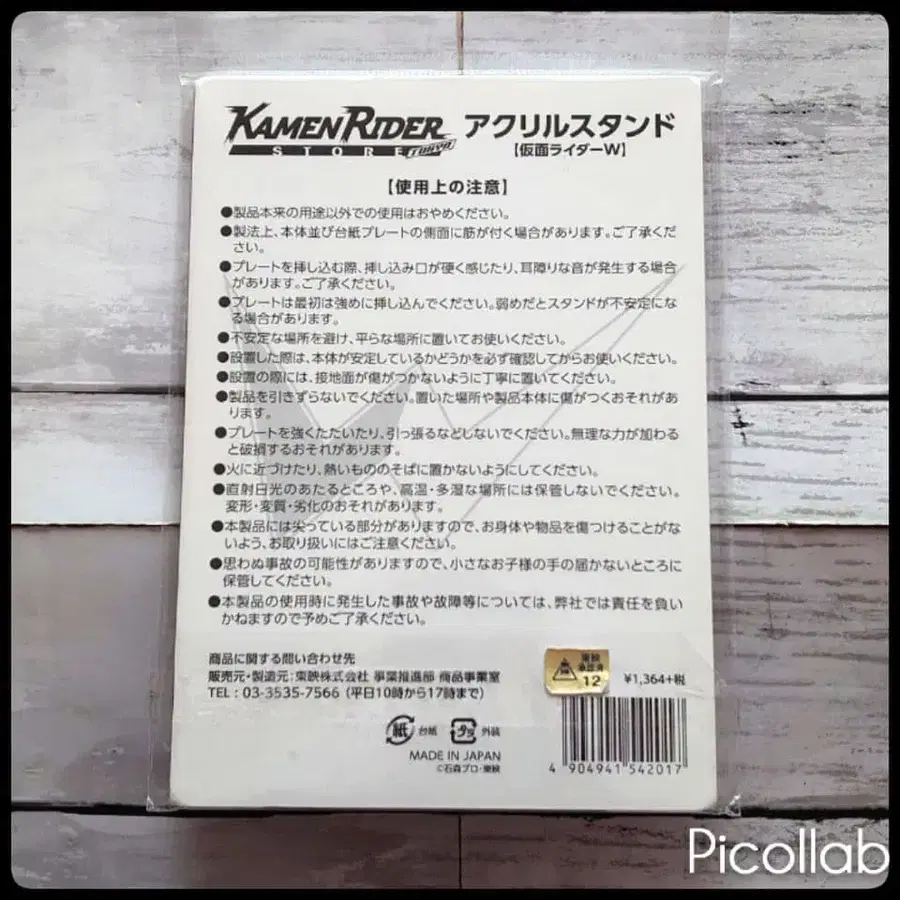 KAMEN RIDER アクリルスタンド
STORE TOKYO 【仮面ライダーW】
【使用上の注意】
●製品本来の用途以外での使用はおやめください。
●製法上、本体並び台紙プレートの側面に筋が付く場合があります。ご了承くだ
さい。
●プレートを挿し込む際、挿し込み口が硬く感じたり、耳障りな音が発生する場合
があります。ご了承ください。
●プレートは最初は強めに挿し込んでください。弱めだとスタンドが不安定にな
る場合があります。
●不安定な場所を避け、平らな場所に置いてお使いください。
●設置した際は、本体が安定しているかどうかを必ず確認してからお使いください。
●設置の際には、接地面が傷がつかないように丁寧に置いてください。
●製品を引きずらないでください。置いた場所や製品本体に傷がつくおそれがあ
ります。
●プレートを強くたたいたり、引っ張るなどしないでください。無理な力が加わる
と破損するおそれがあります。
●火に近づけたり、熱いもののそばに置かないようにしてください。
●直射日光のあたるところや、高温・多湿な場所には保管しないでください。
変形・変質・劣化のおそれがあります。
●本製品には尖っている部分がありますので、お身体や物品を傷つけることがな
いよう、お取り扱いにはご注意ください。
●思わぬ事故の可能性がありますので、小さなお子様の手の届かないところに
保管してください。
●本製品の使用時に発生した事故や故障等については、弊社では責任を負い
かねますので予めご了承ください。
商品に関する問い合わせ先
販売元・製造元：東映株式会社 事業推進部 商品事業室
TEL：03-3535-7566（平日10時から17時まで）
東映
承認済
12
¥1,364+税
紙 台紙 プラ 外装
MADE IN JAPAN
©石森プロ・東映
4 904941 542017
Picollab